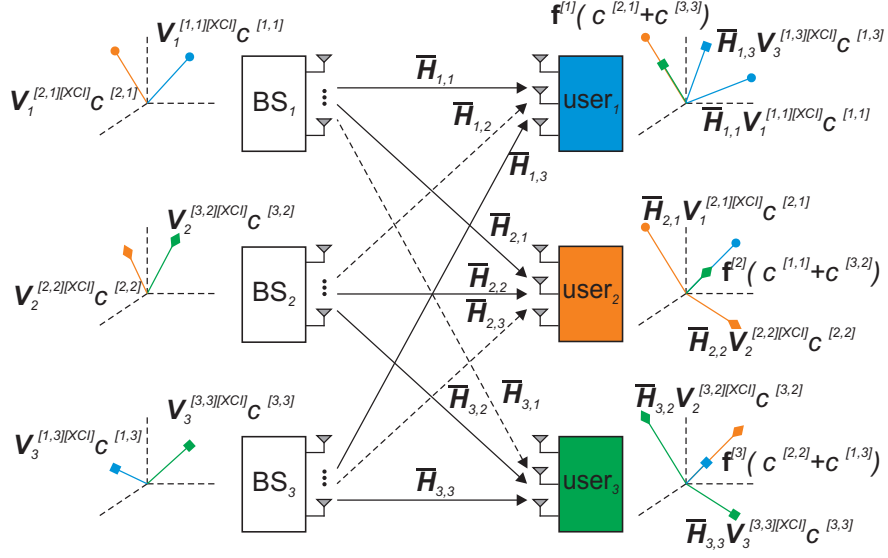 V₁^[1,1][XCI] c^[1,1]
V₁^[2,1][XCI] c^[2,1]
BS₁
H̅₁,₁
H̅₁,₂
H̅₁,₃
user₁
f^[1](c^[2,1]+c^[3,3])
H̅₁,₃V₃^[1,3][XCI] c^[1,3]
H̅₁,₁V₁^[1,1][XCI] c^[1,1]
V₂^[3,2][XCI] c^[3,2]
V₂^[2,2][XCI] c^[2,2]
BS₂
H̅₂,₁
H̅₂,₂
H̅₂,₃
user₂
H̅₂,₁V₁^[2,1][XCI] c^[2,1]
f^[2](c^[1,1]+c^[3,2])
H̅₂,₂V₂^[2,2][XCI] c^[2,2]
V₃^[3,3][XCI] c^[3,3]
V₃^[1,3][XCI] c^[1,3]
BS₃
H̅₃,₂
H̅₃,₁
H̅₃,₃
user₃
H̅₃,₂V₂^[3,2][XCI] c^[3,2]
f^[3](c^[2,2]+c^[1,3])
H̅₃,₃V₃^[3,3][XCI] c^[3,3]